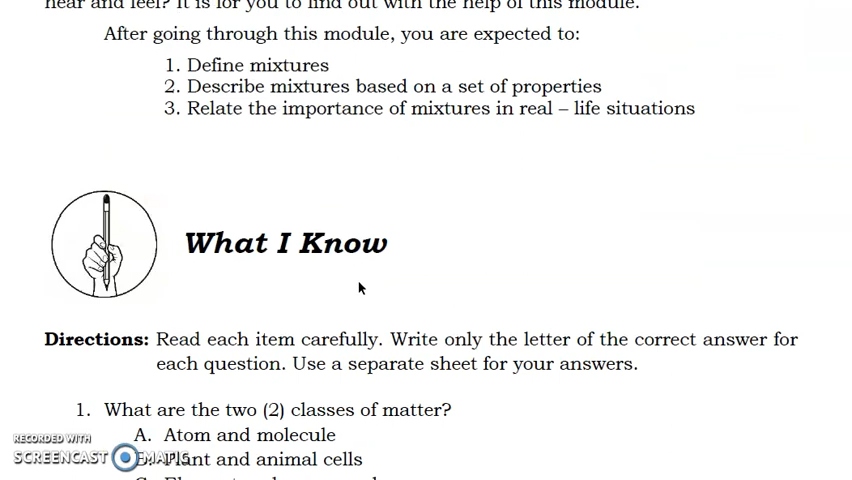 hear and feel? It is for you to find out with the help of this module.
After going through this module, you are expected to:
1. Define mixtures
2. Describe mixtures based on a set of properties
3. Relate the importance of mixtures in real – life situations
What I Know
Directions: Read each item carefully. Write only the letter of the correct answer for
each question. Use a separate sheet for your answers.
1. What are the two (2) classes of matter?
A. Atom and molecule
RECORDED WITH
SCREENCAST MATIC
B. Plant and animal cells